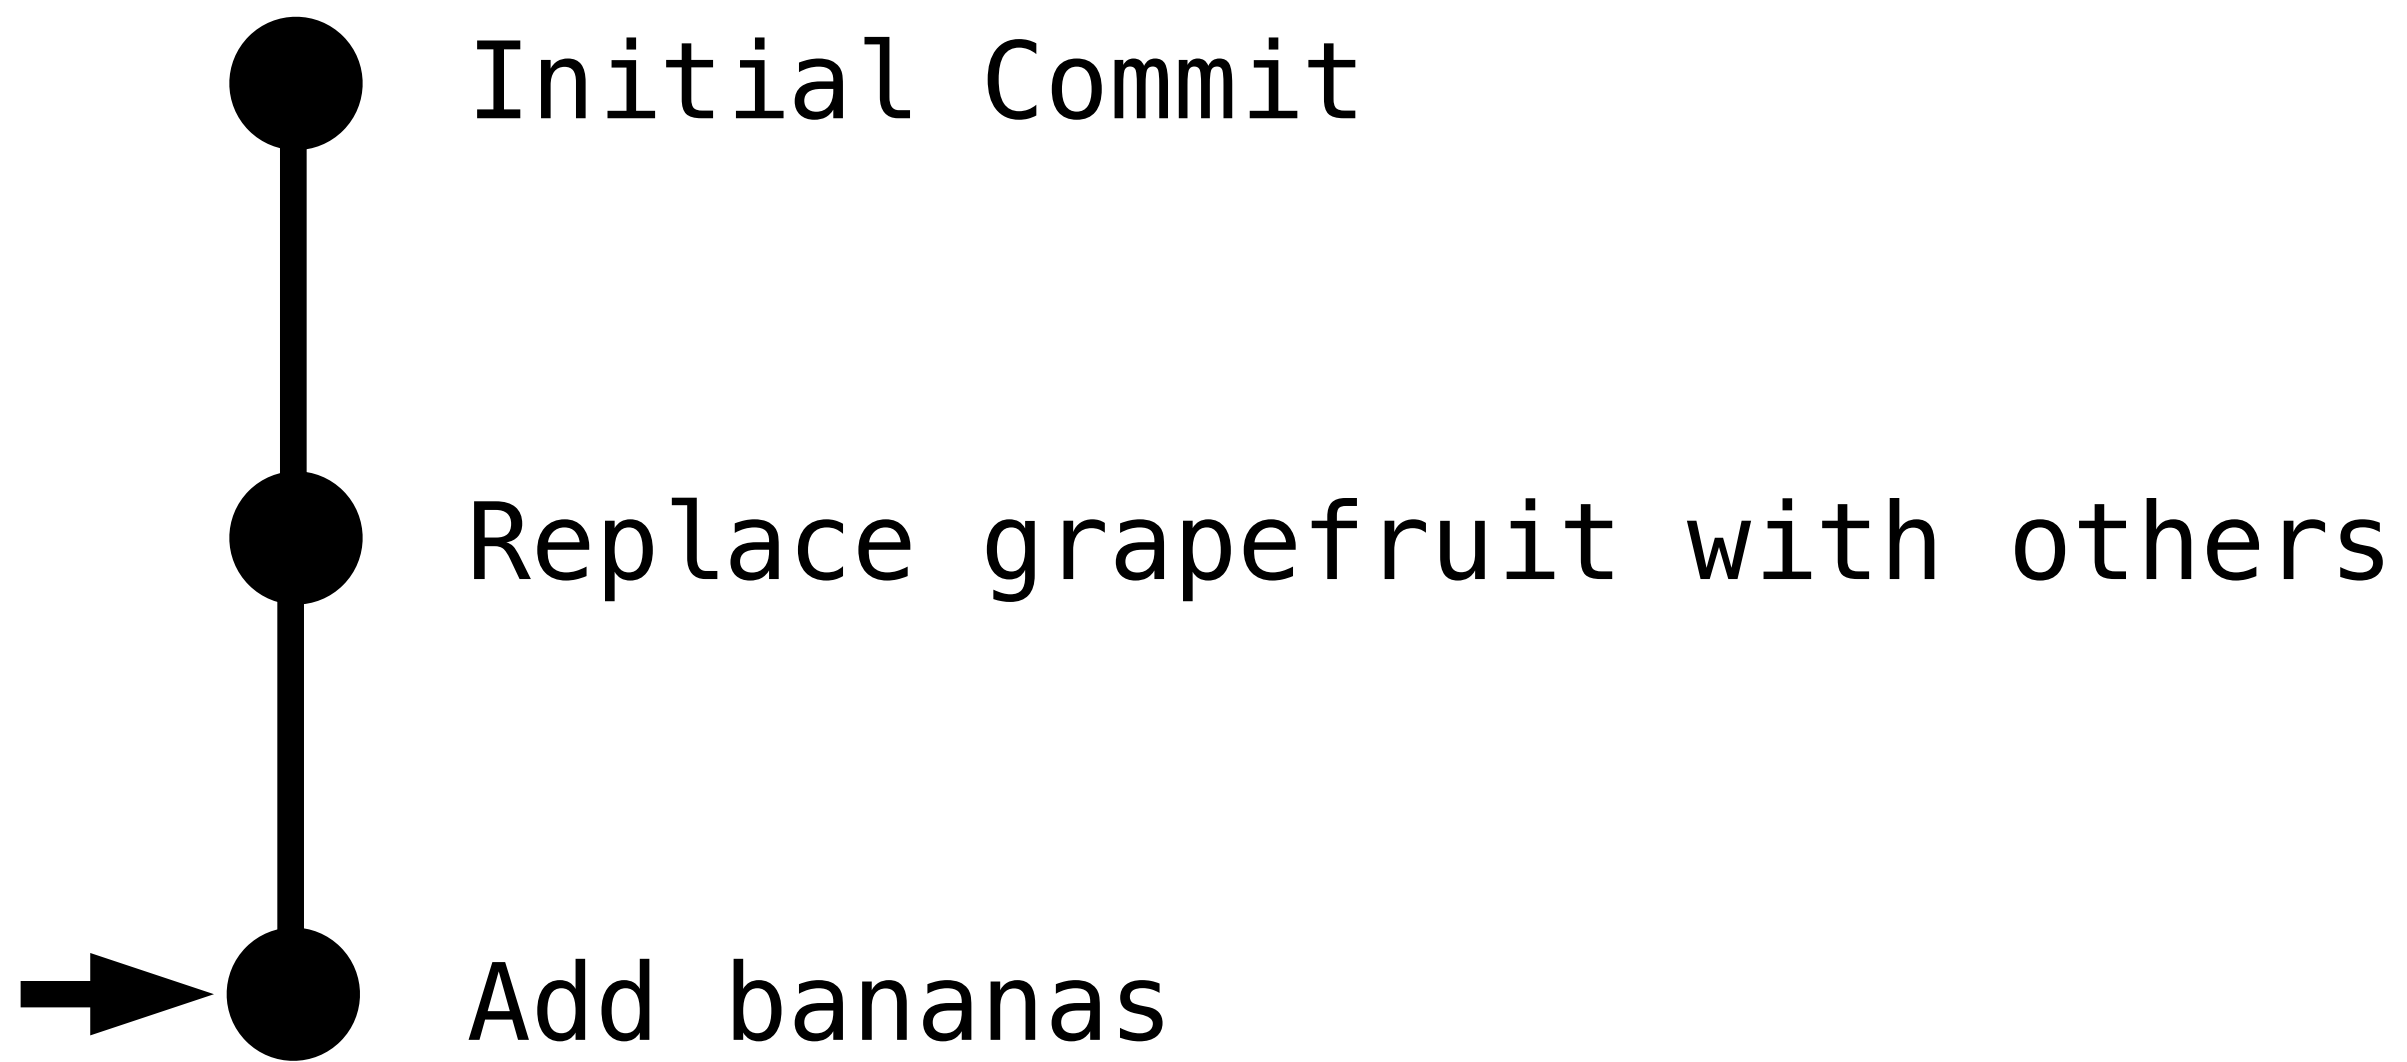 Initial Commit
Replace grapefruit with others
Add bananas